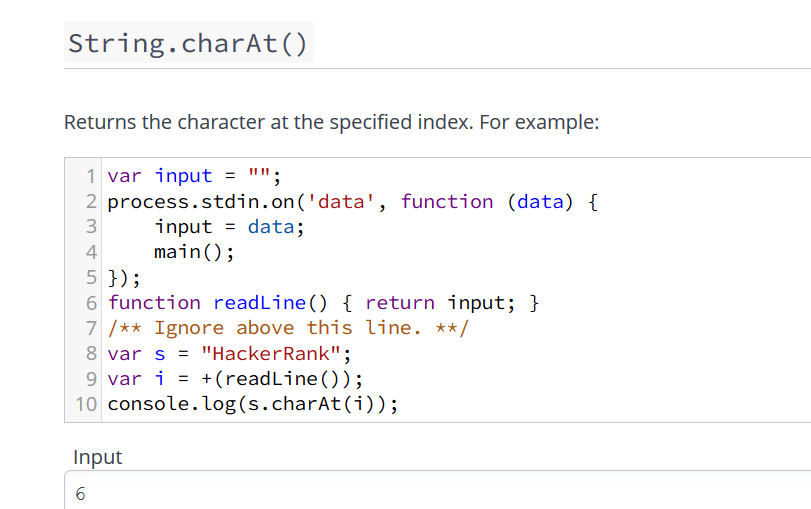 String.charAt()
Returns the character at the specified index. For example:
1 var input = "";
2 process.stdin.on('data', function (data) {
3     input = data;
4     main();
5 });
6 function readLine() { return input; }
7 /** Ignore above this line. **/
8 var s = "HackerRank";
9 var i = +(readLine());
10 console.log(s.charAt(i));
Input
6